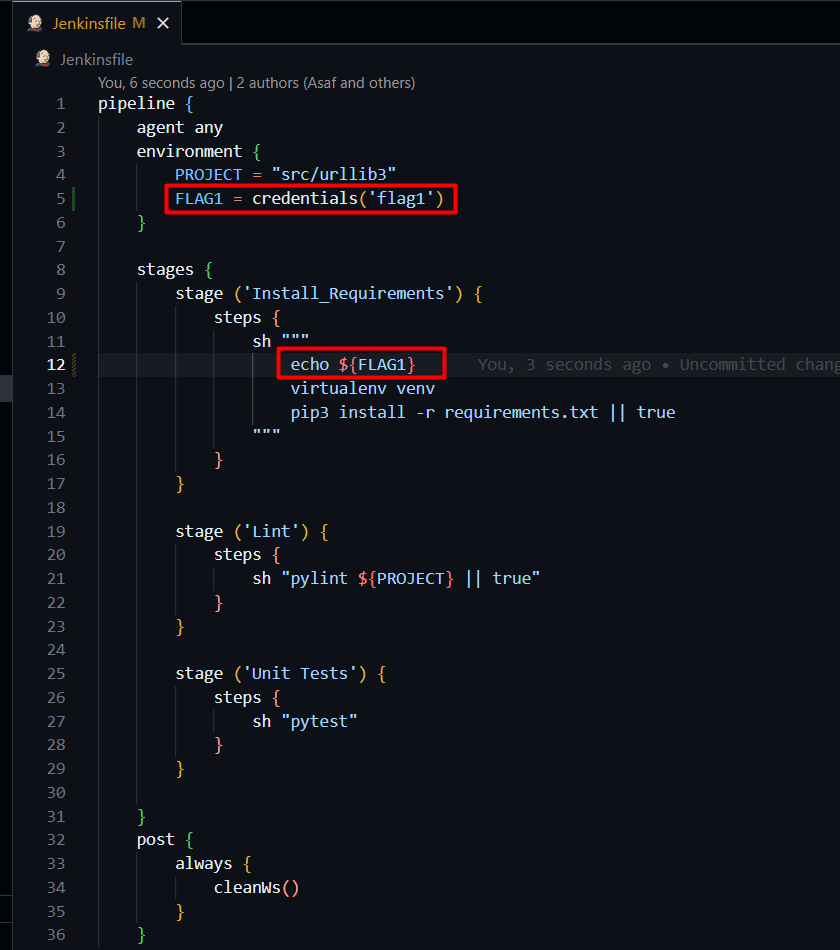 Jenkinsfile M ×
Jenkinsfile
You, 6 seconds ago | 2 authors (Asaf and others)
1 pipeline {
2 agent any
3 environment {
4 PROJECT = "src/urllib3"
5 FLAG1 = credentials('flag1')
6 }
7
8 stages {
9 stage ('Install_Requirements') {
10 steps {
11 sh """
12 echo ${FLAG1} You, 3 seconds ago • Uncommitted chang
13 virtualenv venv
14 pip3 install -r requirements.txt || true
15 """
16 }
17 }
18
19 stage ('Lint') {
20 steps {
21 sh "pylint ${PROJECT} || true"
22 }
23 }
24
25 stage ('Unit Tests') {
26 steps {
27 sh "pytest"
28 }
29 }
30
31 }
32 post {
33 always {
34 cleanWs()
35 }
36 }